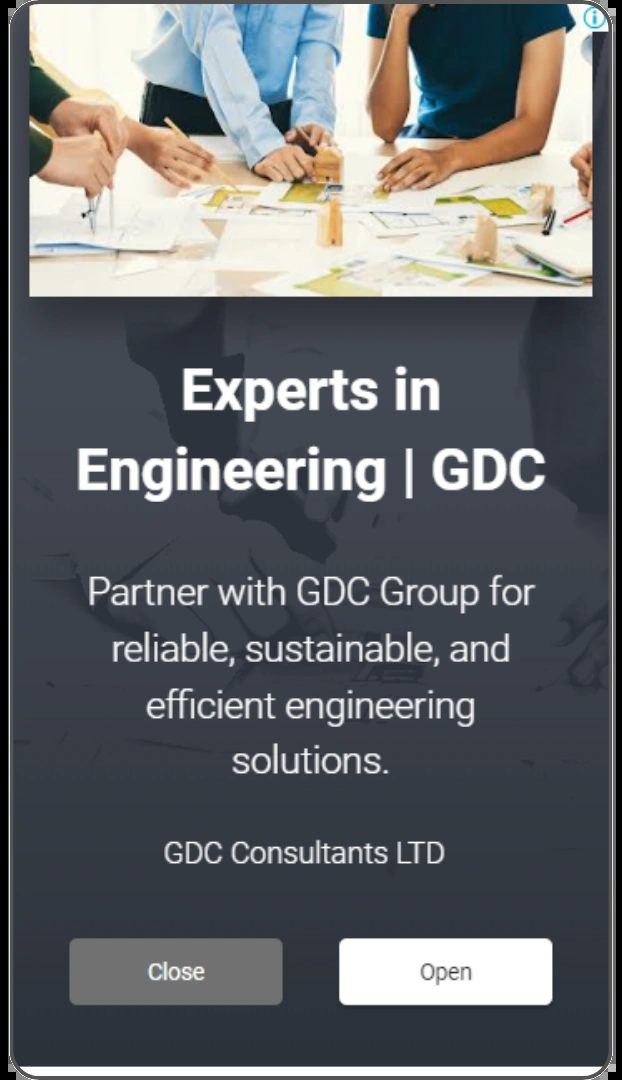 Experts in
Engineering | GDC
Partner with GDC Group for
reliable, sustainable, and
efficient engineering
solutions.
GDC Consultants LTD
Close
Open